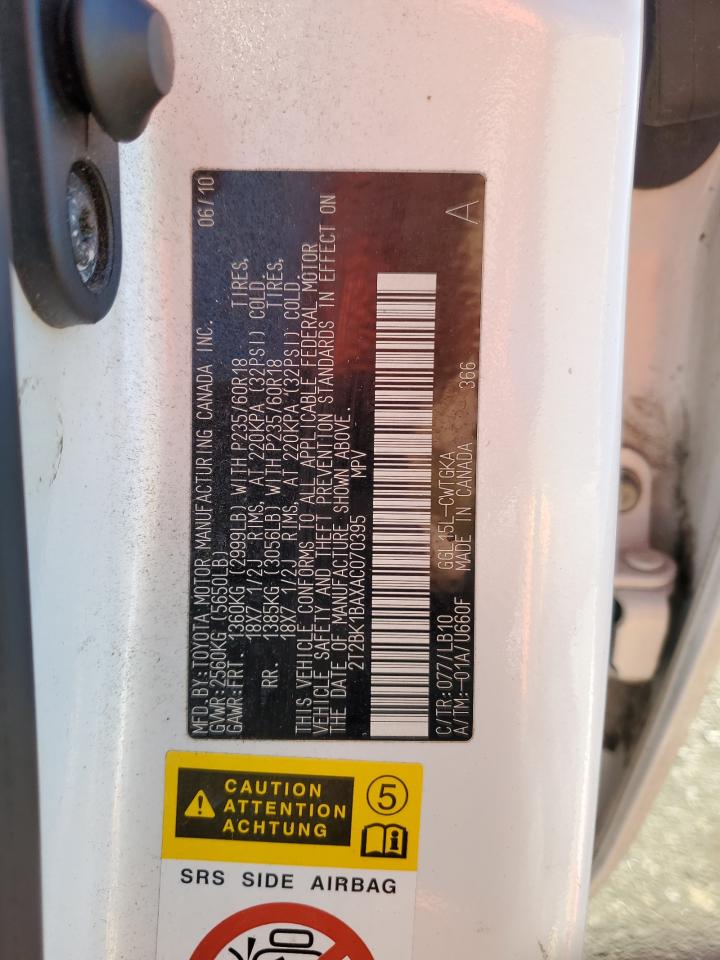 MFD. BY:TOYOTA MOTOR MANUFACTURING CANADA INC. 06/10
GVWR:2560KG (5650LB)
GAWR:FRT. 1360KG (2999LB) WITH P235/60R18 TIRES,
18X7 1/2J RIMS, AT 220KPA (32PSI) COLD.
RR. 1385KG (3056LB) WITH P235/60R18 TIRES,
18X7 1/2J RIMS, AT 220KPA (32PSI) COLD.
THIS VEHICLE CONFORMS TO ALL APPLICABLE FEDERAL MOTOR
VEHICLE SAFETY AND THEFT PREVENTION STANDARDS IN EFFECT ON
THE DATE OF MANUFACTURE SHOWN ABOVE.
2T2BK1BAXAC070395 MPV
C/TR:077/LB10 GGL15L-CWTGKA
A/TM:-01A/U660F MADE IN CANADA 366 A
CAUTION
ATTENTION
ACHTUNG
5
SRS SIDE AIRBAG